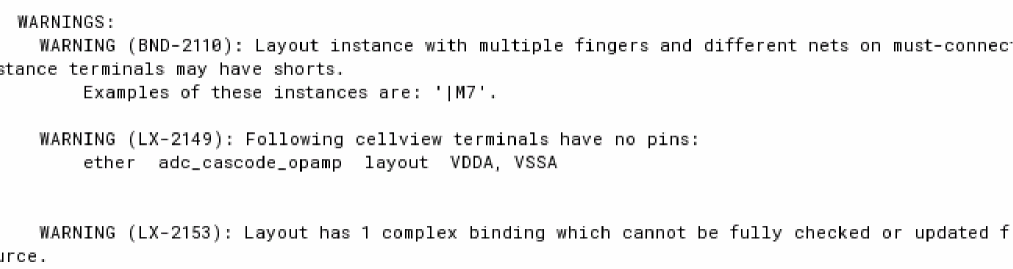 WARNINGS:
WARNING (BND-2110): Layout instance with multiple fingers and different nets on must-connect
stance terminals may have shorts.
Examples of these instances are: '|M7'.
WARNING (LX-2149): Following cellview terminals have no pins:
ether adc_cascode_opamp layout VDDA, VSSA
WARNING (LX-2153): Layout has 1 complex binding which cannot be fully checked or updated f
urce.